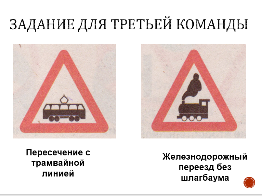 ЗАДАНИЕ ДЛЯ ТРЕТЬЕЙ КОМАНДЫ
Пересечение с
трамвайной
линией
Железнодорожный
переезд без
шлагбаума